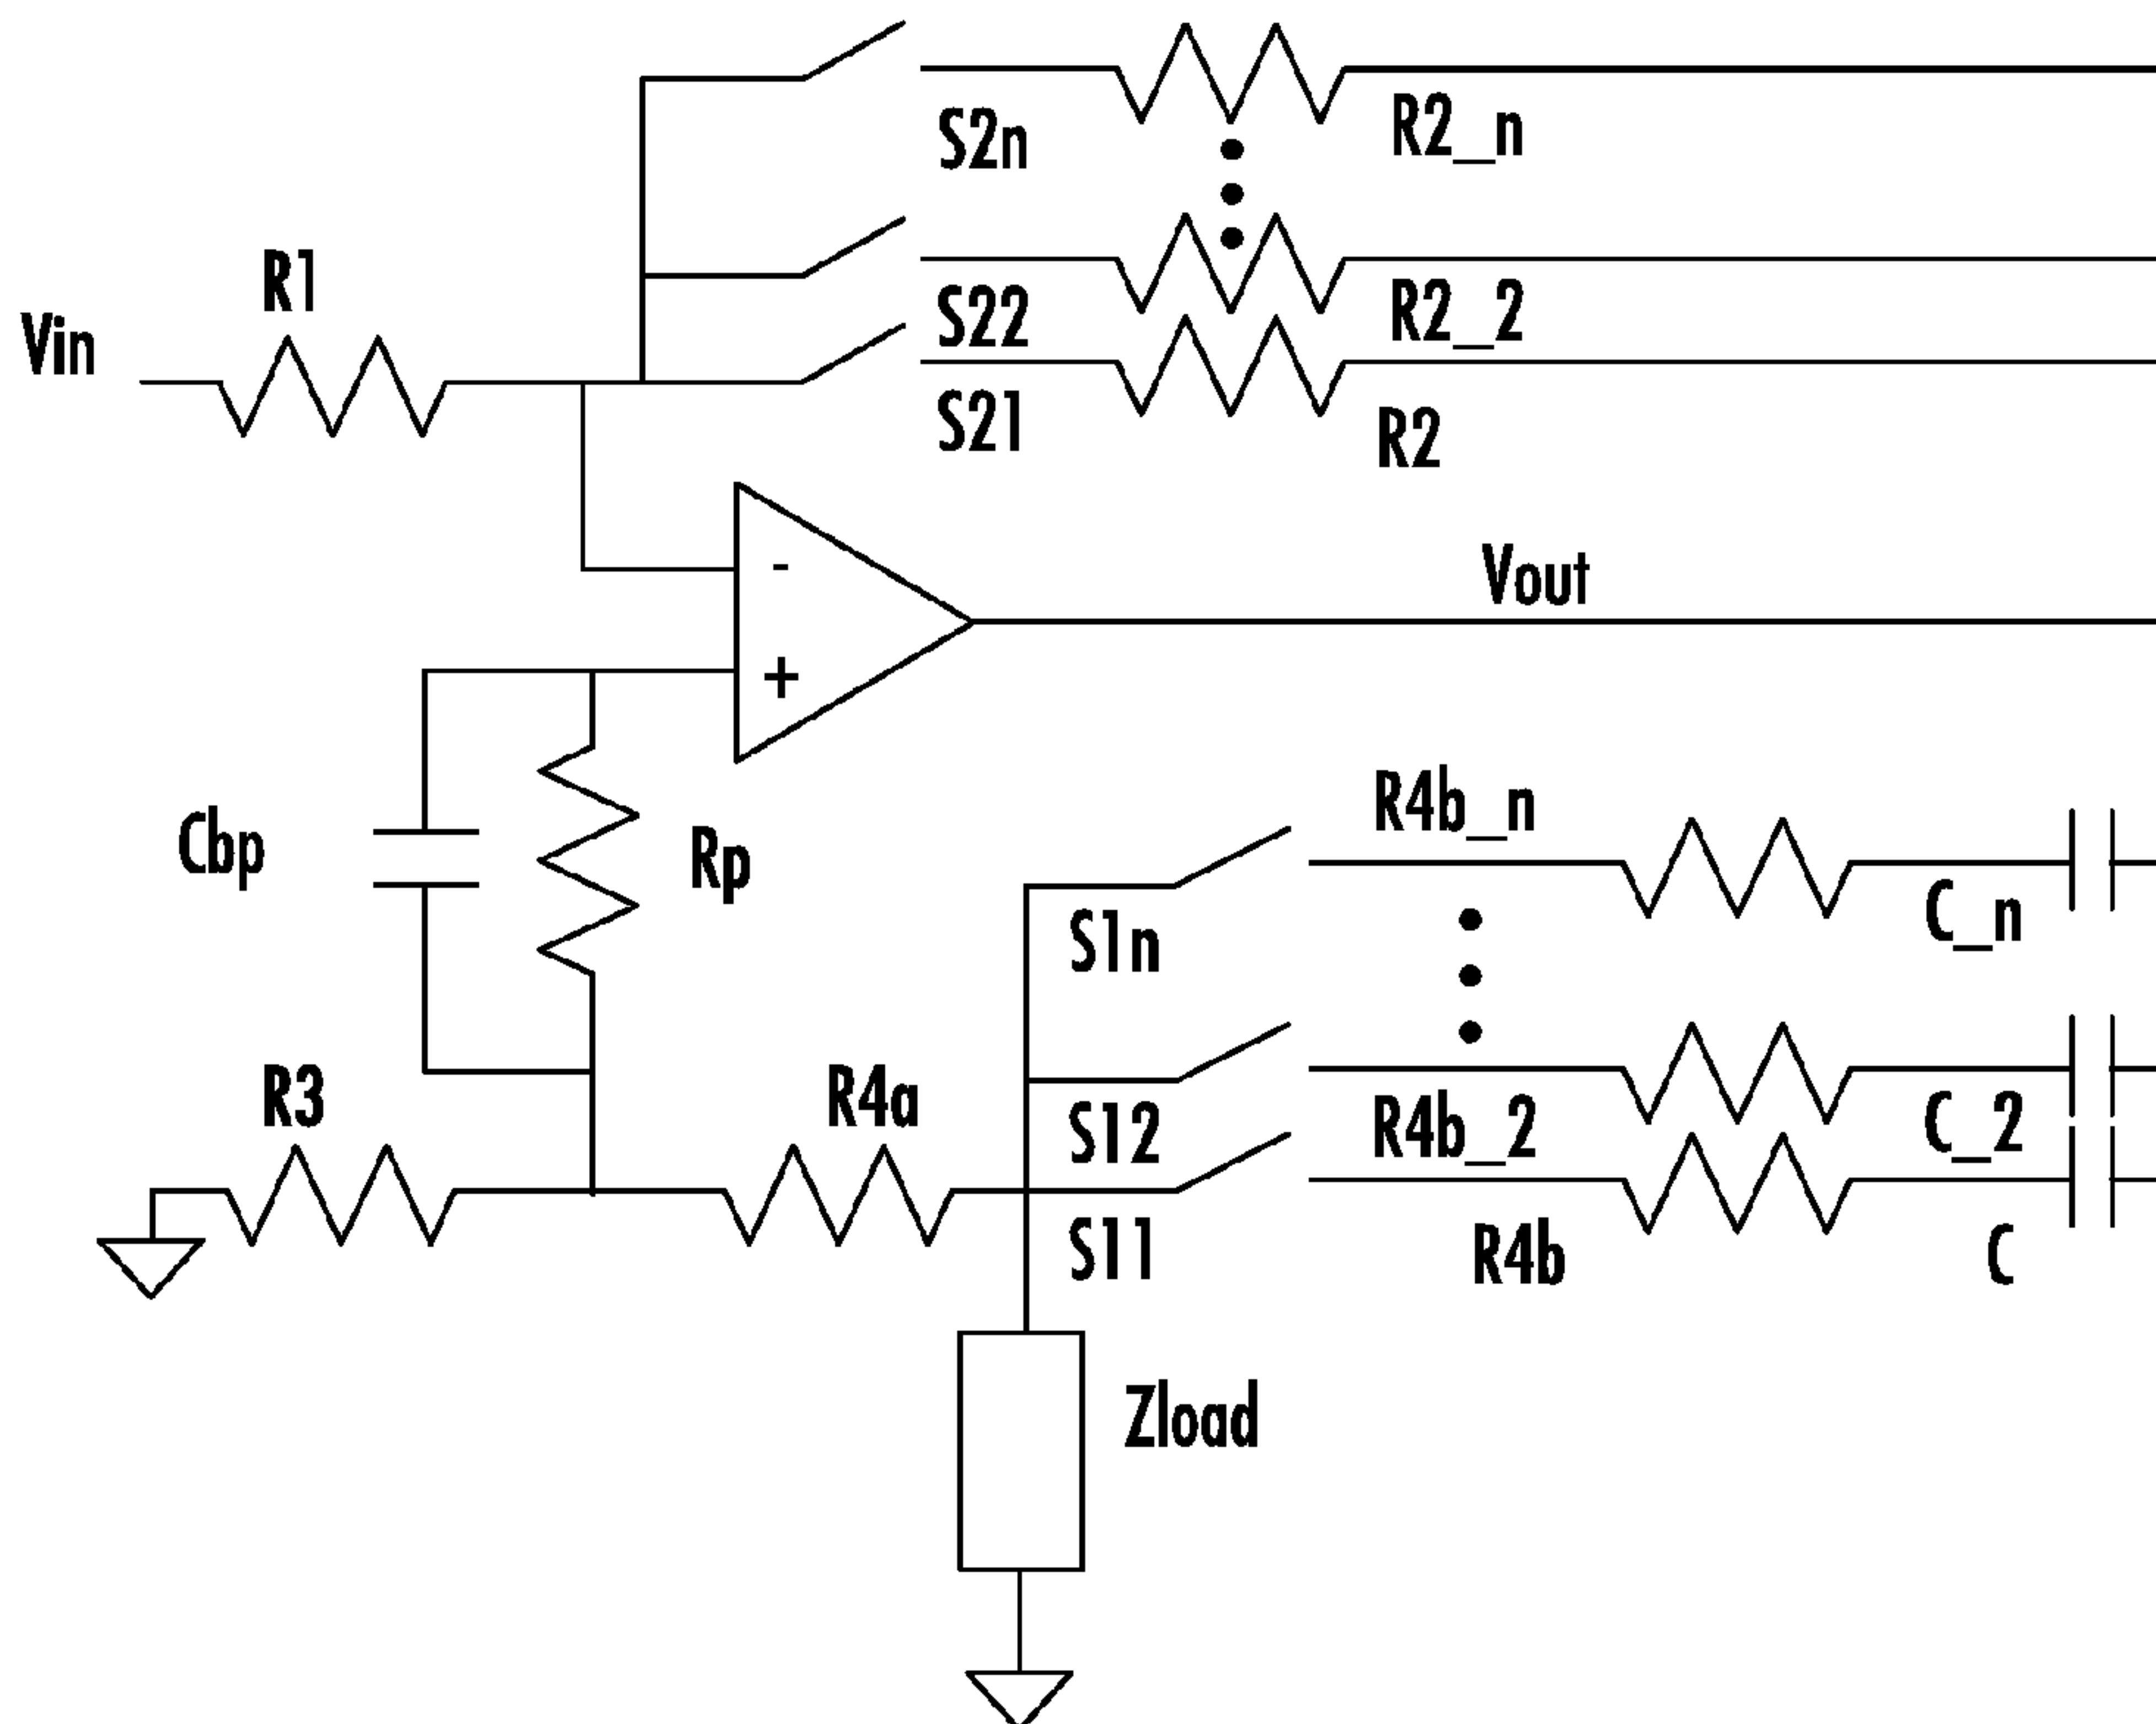 S2n
R2_n
R1
Vin
S22
R2_2
S21
R2
-
Vout
+
R4b_n
Cbp
Rp
C_n
S1n
R3
R4a
S12
R4b_2
C_2
S11
R4b
C
Zload